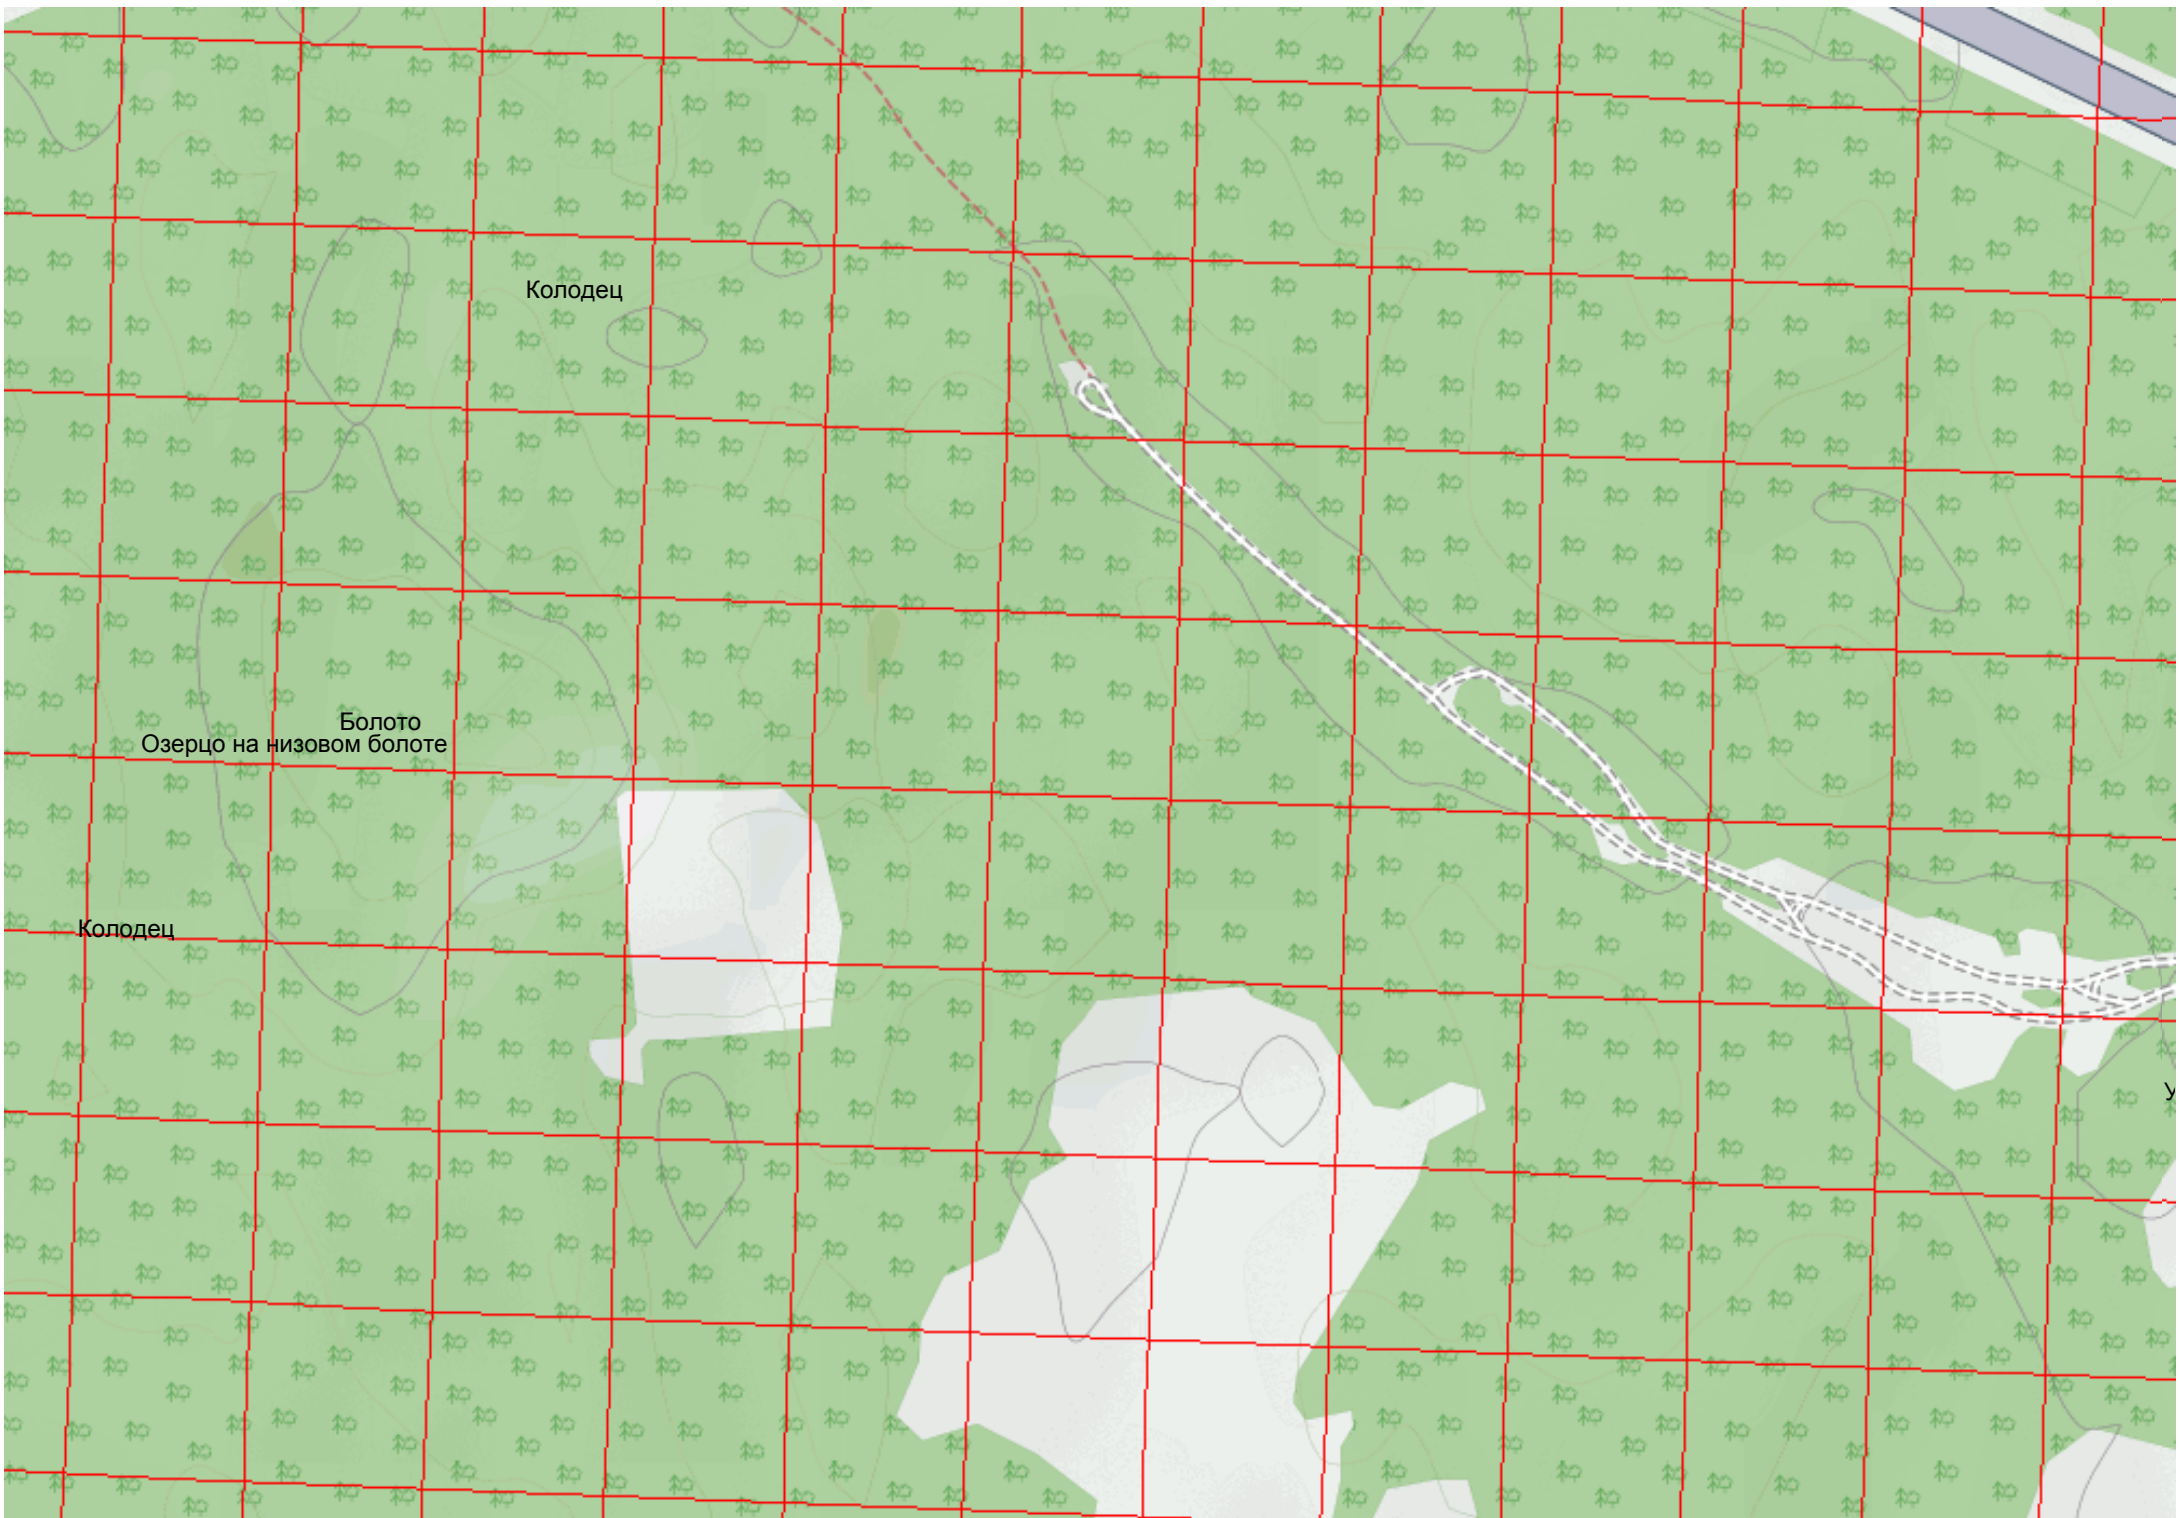 Колодец
Болото
Озерцо на низовом болоте
Колодец
У